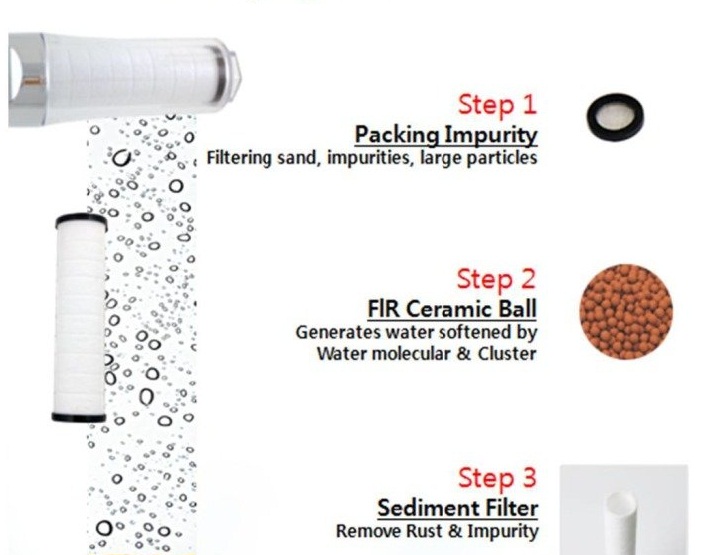 Step 1
Packing Impurity
Filtering sand, impurities, large particles
Step 2
FIR Ceramic Ball
Generates water softened by
Water molecular & Cluster
Step 3
Sediment Filter
Remove Rust & Impurity